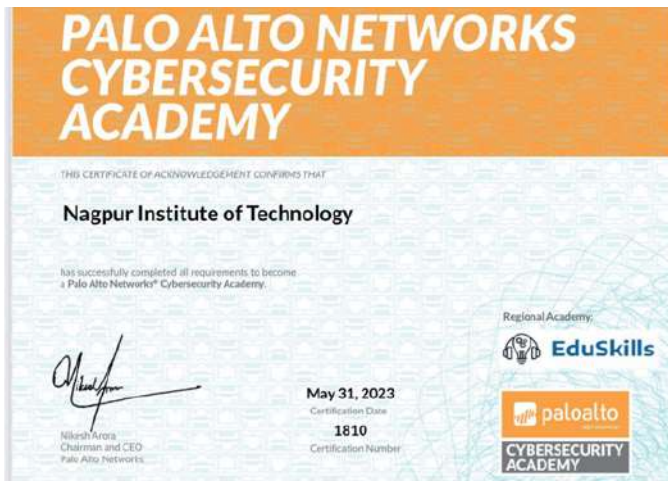 PALO ALTO NETWORKS
CYBERSECURITY
ACADEMY
THIS CERTIFICATE OF ACKNOWLEDGEMENT CONFIRMS THAT
Nagpur Institute of Technology
has successfully completed all requirements to become
a Palo Alto Networks® Cybersecurity Academy.
Regional Academy:
EduSkills
May 31, 2023
Certification Date
1810
Certification Number
Nikesh Arora
Chairman and CEO
Palo Alto Networks
paloalto
CYBERSECURITY
ACADEMY